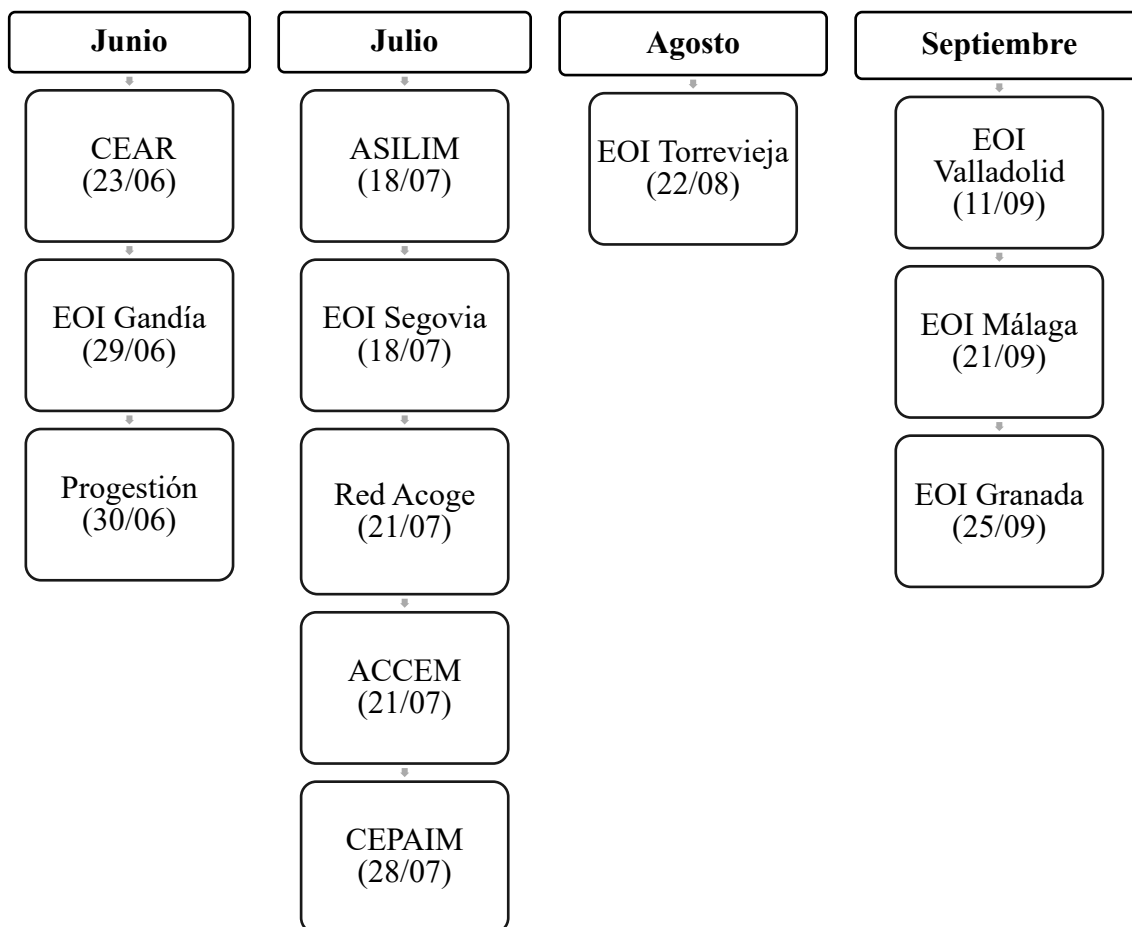 Junio
CEAR
(23/06)
EOI Gandía
(29/06)
Progestión
(30/06)
Julio
ASILIM
(18/07)
EOI Segovia
(18/07)
Red Acoge
(21/07)
ACCEM
(21/07)
CEPAIM
(28/07)
Agosto
EOI Torrevieja
(22/08)
Septiembre
EOI
Valladolid
(11/09)
EOI Málaga
(21/09)
EOI Granada
(25/09)